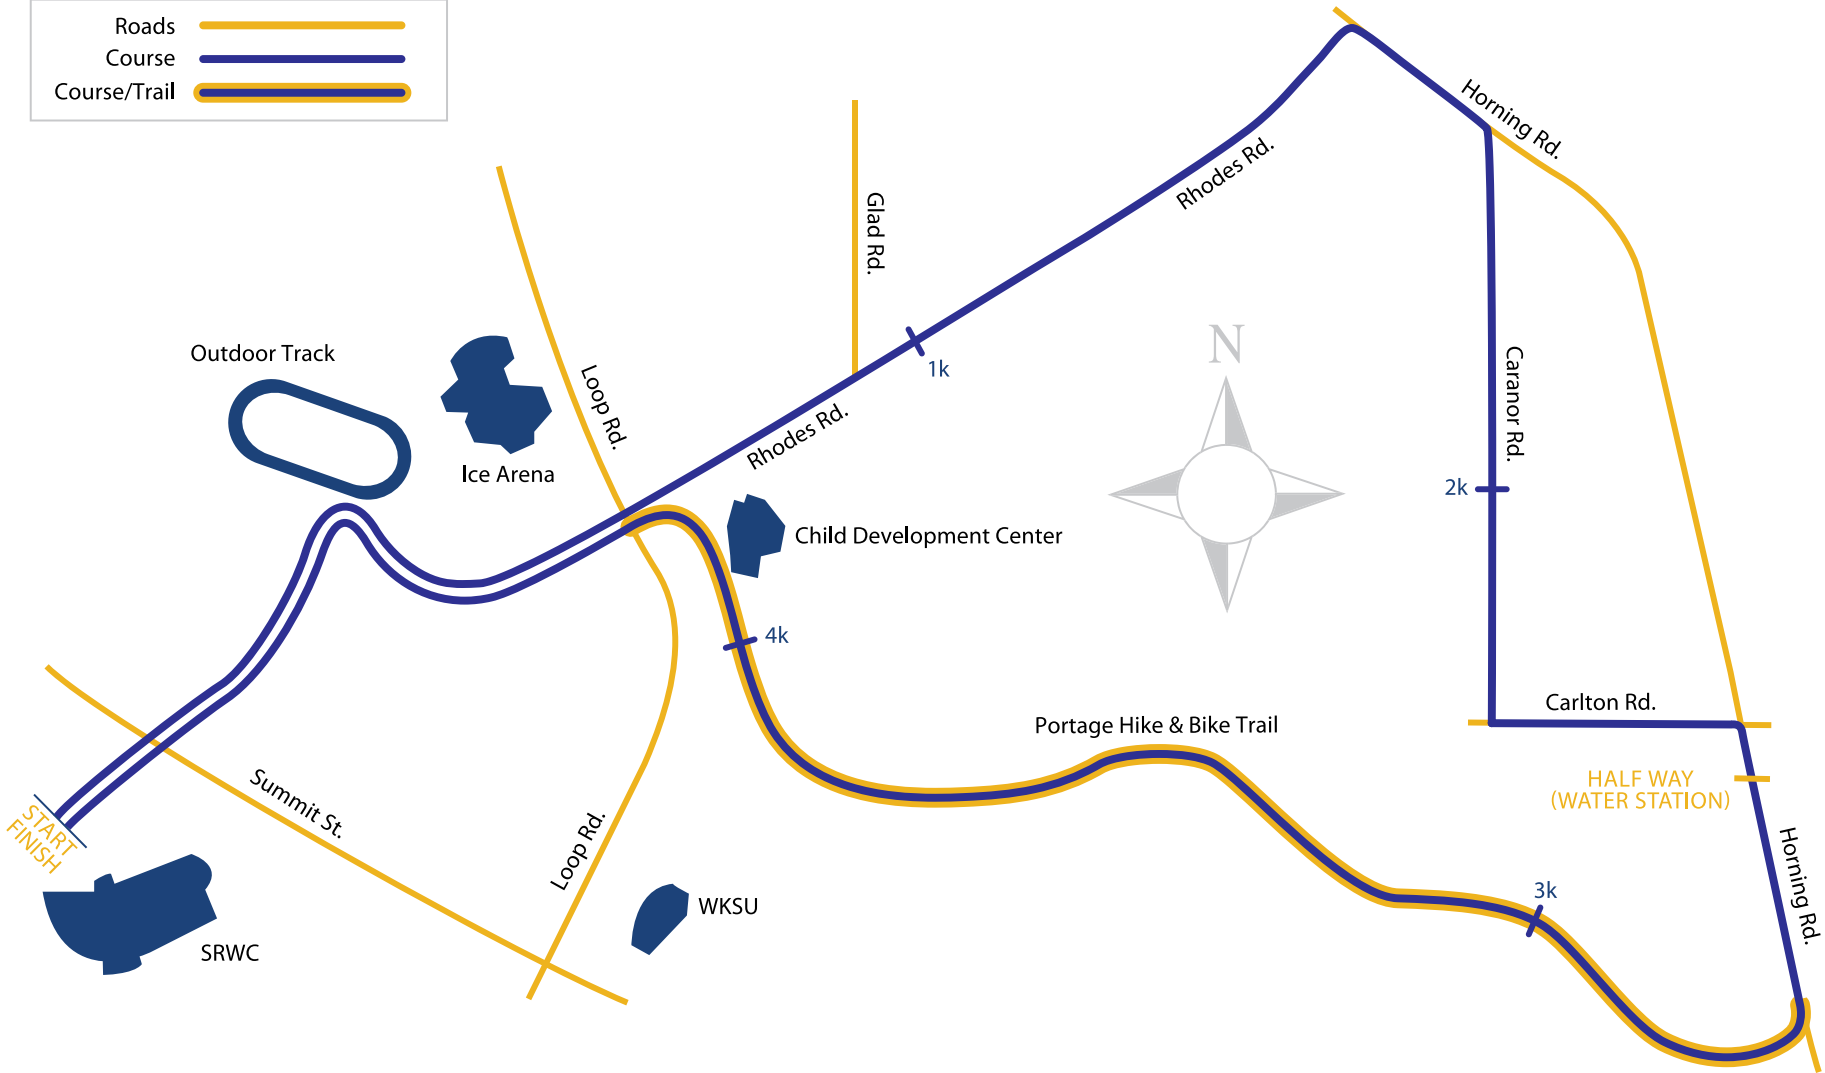 Roads
Course
Course/Trail
Horning Rd.
Rhodes Rd.
Glad Rd.
N
Outdoor Track
Loop Rd.
1k
Caranor Rd.
Rhodes Rd.
Ice Arena
2k
Child Development Center
4k
Carlton Rd.
Portage Hike & Bike Trail
HALF WAY
(WATER STATION)
Summit St.
START
FINISH
Loop Rd.
Horning Rd.
3k
WKSU
SRWC